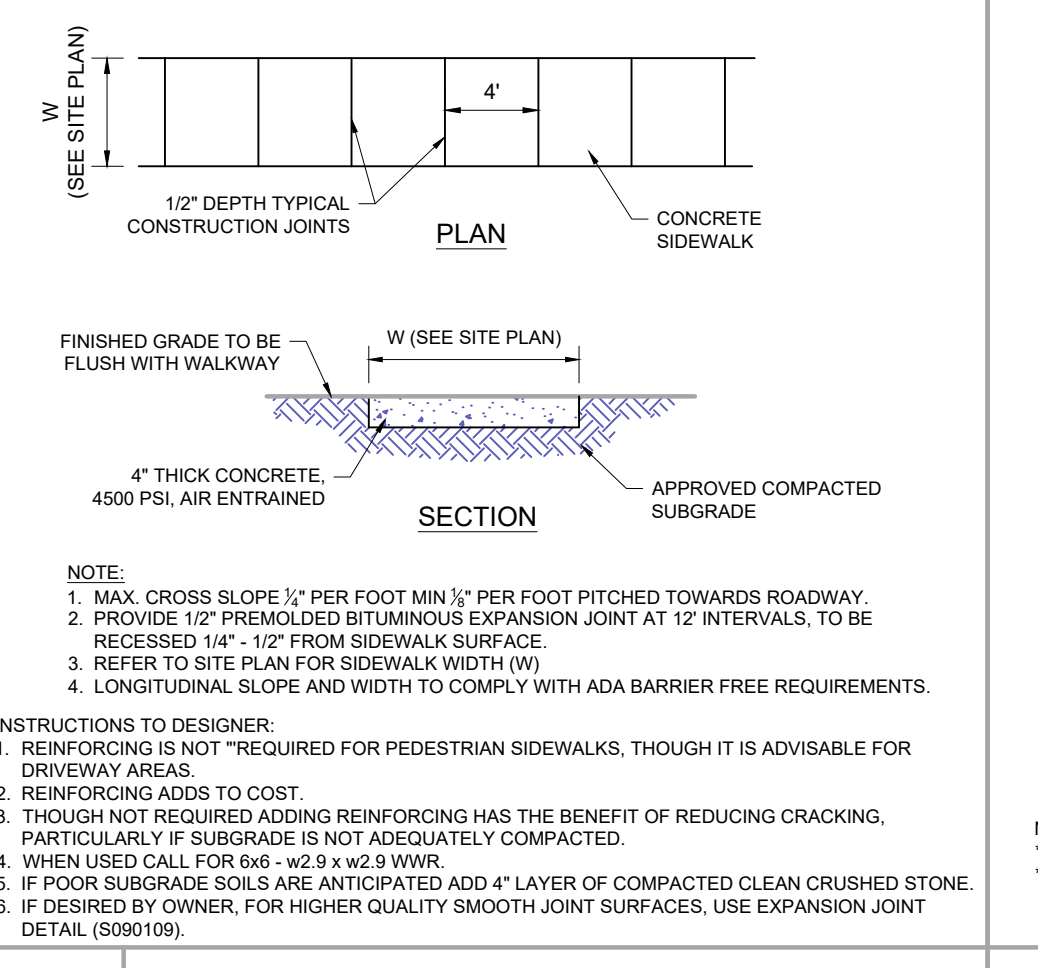 W
(SEE SITE PLAN)
4'
1/2" DEPTH TYPICAL
CONSTRUCTION JOINTS
PLAN
CONCRETE
SIDEWALK
FINISHED GRADE TO BE
FLUSH WITH WALKWAY
W (SEE SITE PLAN)
4" THICK CONCRETE,
4500 PSI, AIR ENTRAINED
SECTION
APPROVED COMPACTED
SUBGRADE
NOTE:
1. MAX. CROSS SLOPE ¼" PER FOOT MIN ⅛" PER FOOT PITCHED TOWARDS ROADWAY.
2. PROVIDE 1/2" PREMOLDED BITUMINOUS EXPANSION JOINT AT 12' INTERVALS, TO BE
RECESSED 1/4" - 1/2" FROM SIDEWALK SURFACE.
3. REFER TO SITE PLAN FOR SIDEWALK WIDTH (W)
4. LONGITUDINAL SLOPE AND WIDTH TO COMPLY WITH ADA BARRIER FREE REQUIREMENTS.
NSTRUCTIONS TO DESIGNER:
1. REINFORCING IS NOT "'REQUIRED FOR PEDESTRIAN SIDEWALKS, THOUGH IT IS ADVISABLE FOR
DRIVEWAY AREAS.
2. REINFORCING ADDS TO COST.
3. THOUGH NOT REQUIRED ADDING REINFORCING HAS THE BENEFIT OF REDUCING CRACKING,
PARTICULARLY IF SUBGRADE IS NOT ADEQUATELY COMPACTED.
4. WHEN USED CALL FOR 6x6 - w2.9 x w2.9 WWR.
5. IF POOR SUBGRADE SOILS ARE ANTICIPATED ADD 4" LAYER OF COMPACTED CLEAN CRUSHED STONE.
6. IF DESIRED BY OWNER, FOR HIGHER QUALITY SMOOTH JOINT SURFACES, USE EXPANSION JOINT
DETAIL (S090109).